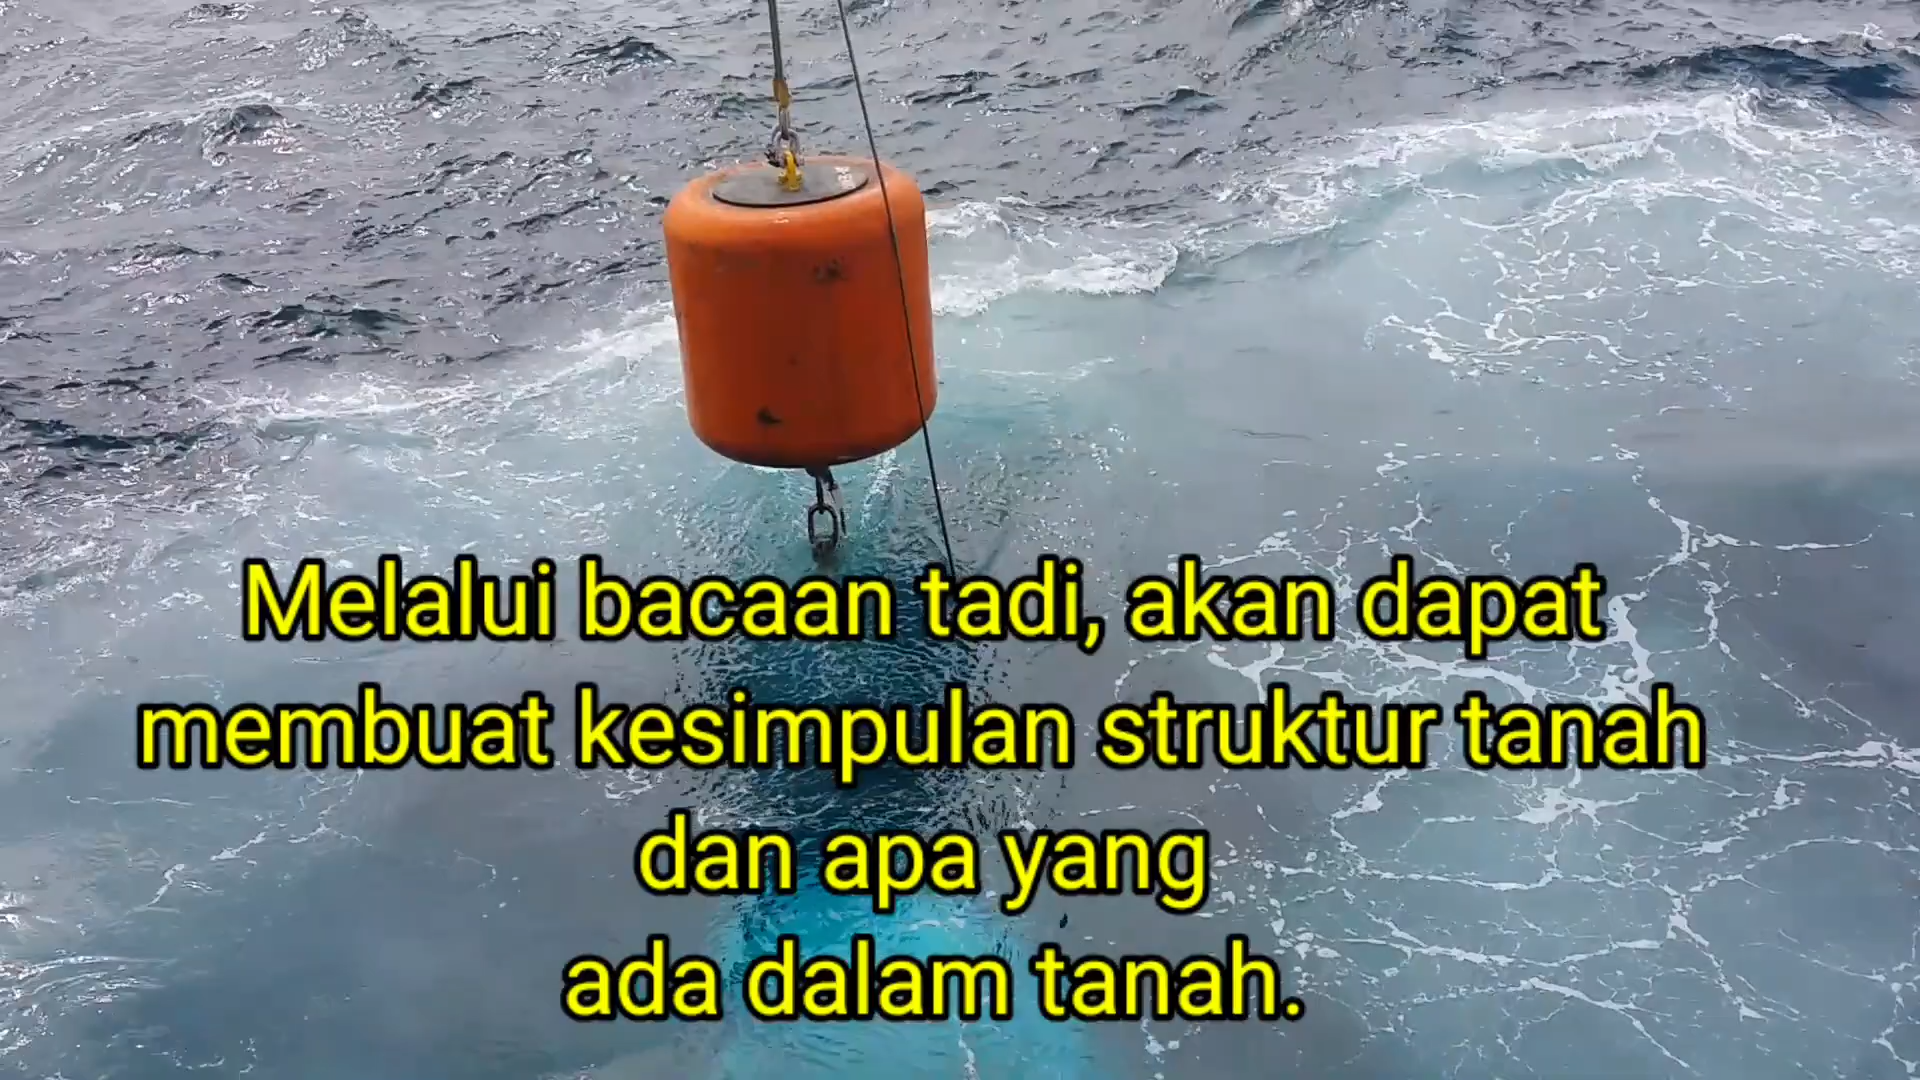 Melalui bacaan tadi, akan dapat
membuat kesimpulan struktur tanah
dan apa yang
ada dalam tanah.